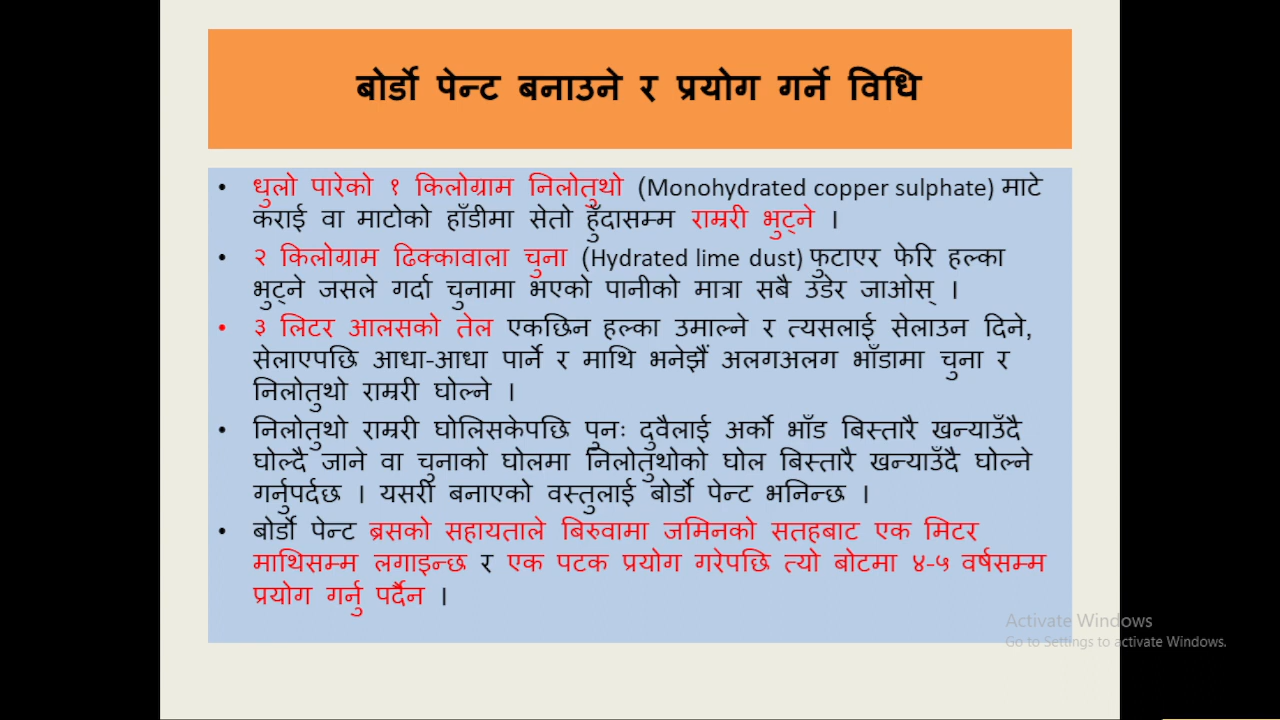 बोर्डो पेन्ट बनाउने र प्रयोग गर्ने विधि
• धुलो पारेको १ किलोग्राम निलोतुथो (Monohydrated copper sulphate) माटे
कराई वा माटोको हाँडीमा सेतो हुँदासम्म राम्ररी भुट्ने ।
• २ किलोग्राम ढिक्कावाला चुना (Hydrated lime dust) फुटाएर फेरि हल्का
भुट्ने जसले गर्दा चुनामा भएको पानीको मात्रा सबै उडेर जाओस् ।
• ३ लिटर आलसको तेल एकछिन हल्का उमाल्ने र त्यसलाई सेलाउन दिने,
सेलाएपछि आधा-आधा पार्ने र माथि भनेझैं अलगअलग भाँडामा चुना र
निलोतुथो राम्ररी घोल्ने ।
• निलोतुथो राम्ररी घोलिसकेपछि पुनः दुवैलाई अर्को भाँड बिस्तारै खन्याउँदै
घोल्दै जाने वा चुनाको घोलमा निलोतुथोको घोल बिस्तारै खन्याउँदै घोल्ने
गर्नुपर्दछ । यसरी बनाएको वस्तुलाई बोर्डो पेन्ट भनिन्छ ।
• बोर्डो पेन्ट ब्रसको सहायताले बिरुवामा जमिनको सतहबाट एक मिटर
माथिसम्म लगाइन्छ र एक पटक प्रयोग गरेपछि त्यो बोटमा ४-५ वर्षसम्म
प्रयोग गर्नु पर्दैन ।
Activate Windows
Go to Settings to activate Windows.